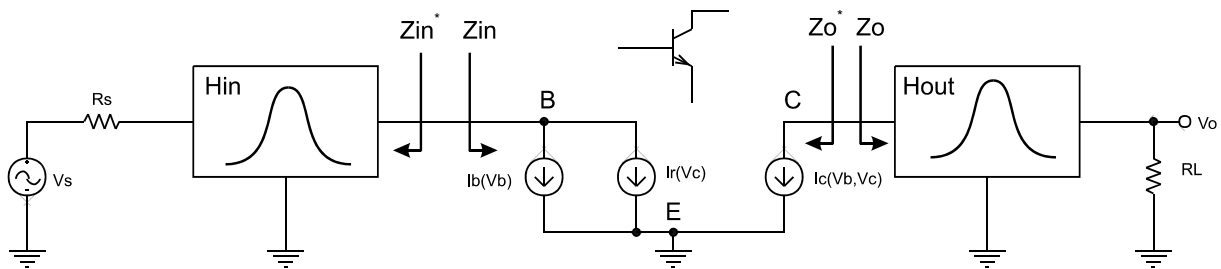 Zin* Zin
Zo* Zo
Hin
Hout
Rs
B
C
Vo
Vs
Ib(Vb)
Ir(Vc)
Ic(Vb,Vc)
RL
E